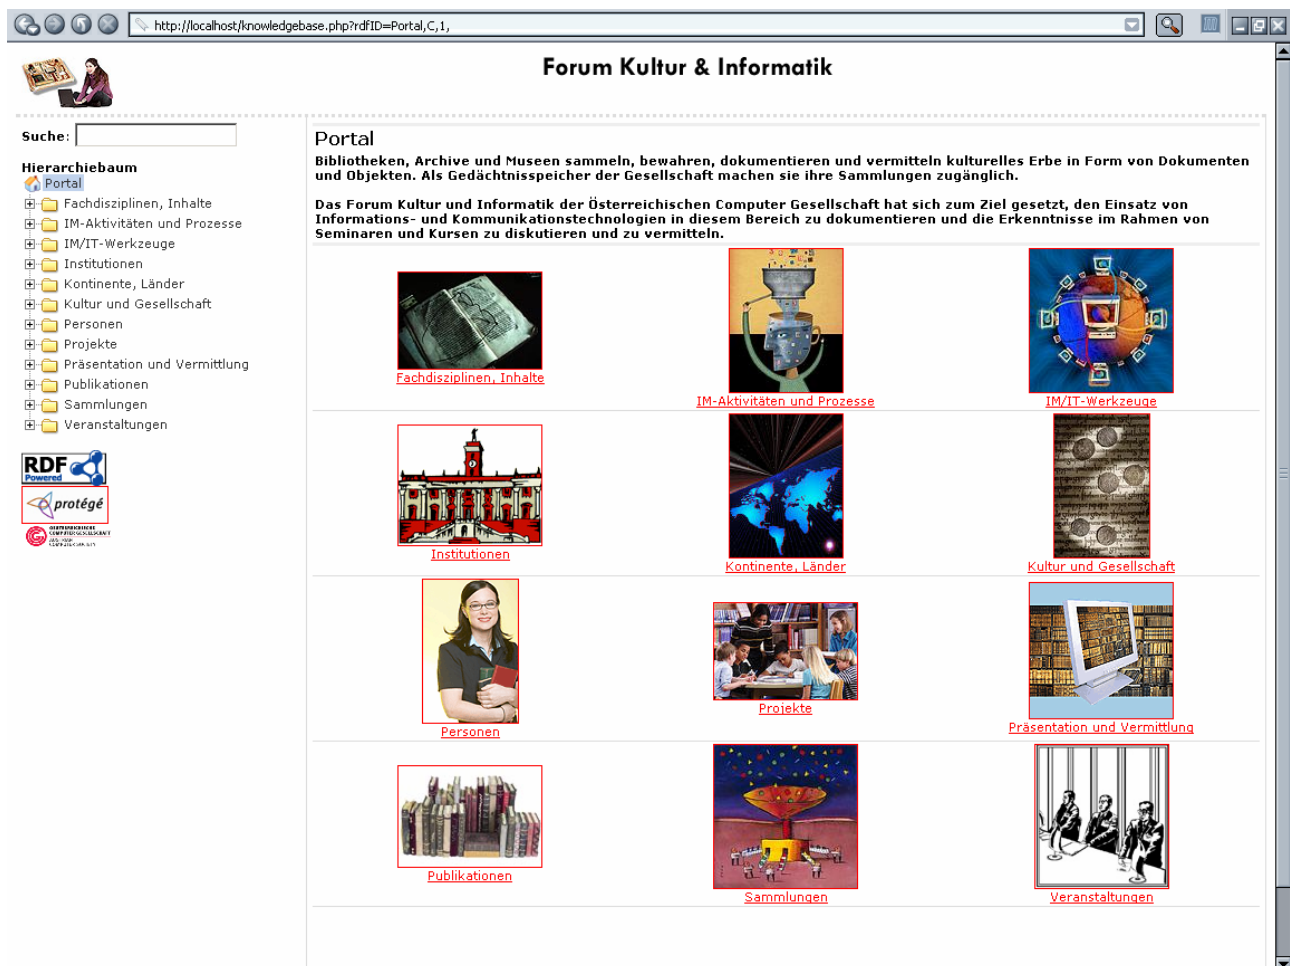 http://localhost/knowledgebase.php?rdfID=Portal,C,1,
Forum Kultur & Informatik
Suche:
Hierarchiebaum
Portal
Fachdisziplinen, Inhalte
IM-Aktivitäten und Prozesse
IM/IT-Werkzeuge
Institutionen
Kontinente, Länder
Kultur und Gesellschaft
Personen
Projekte
Präsentation und Vermittlung
Publikationen
Sammlungen
Veranstaltungen
RDF
Powered
protégé
OESTERREICHISCHE
COMPUTER GESELLSCHAFT
Portal
Bibliotheken, Archive und Museen sammeln, bewahren, dokumentieren und vermitteln kulturelles Erbe in Form von Dokumenten
und Objekten. Als Gedächtnisspeicher der Gesellschaft machen sie ihre Sammlungen zugänglich.
Das Forum Kultur und Informatik der Österreichischen Computer Gesellschaft hat sich zum Ziel gesetzt, den Einsatz von
Informations- und Kommunikationstechnologien in diesem Bereich zu dokumentieren und die Erkenntnisse im Rahmen von
Seminaren und Kursen zu diskutieren und zu vermitteln.
Fachdisziplinen, Inhalte
IM-Aktivitäten und Prozesse
IM/IT-Werkzeuge
Institutionen
Kontinente, Länder
Kultur und Gesellschaft
Personen
Projekte
Präsentation und Vermittlung
Publikationen
Sammlungen
Veranstaltungen